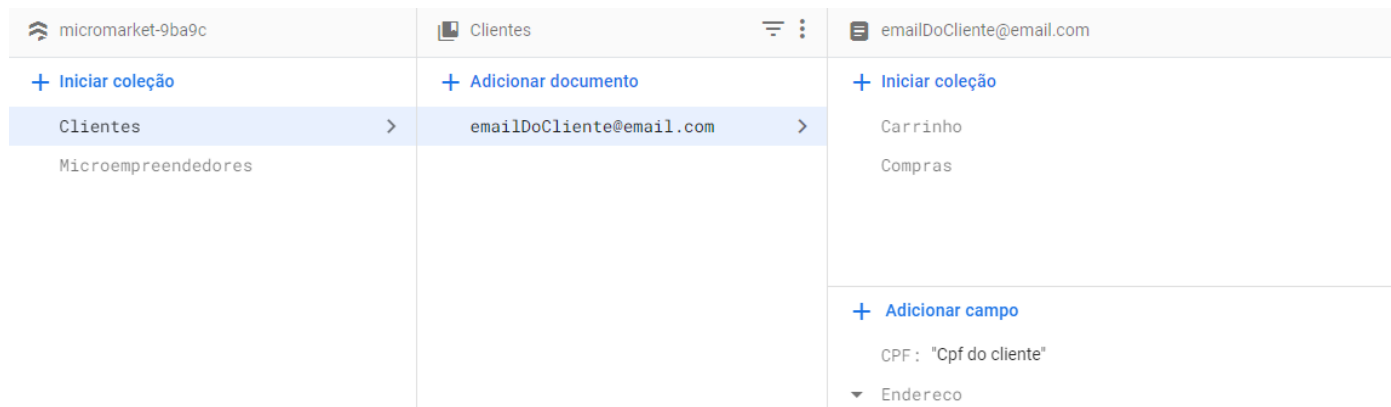 micromarket-9ba9c
Iniciar coleção
Clientes
Microempreendedores
Clientes
Adicionar documento
emailDoCliente@email.com
emailDoCliente@email.com
Iniciar coleção
Carrinho
Compras
Adicionar campo
CPF: "Cpf do cliente"
Endereco